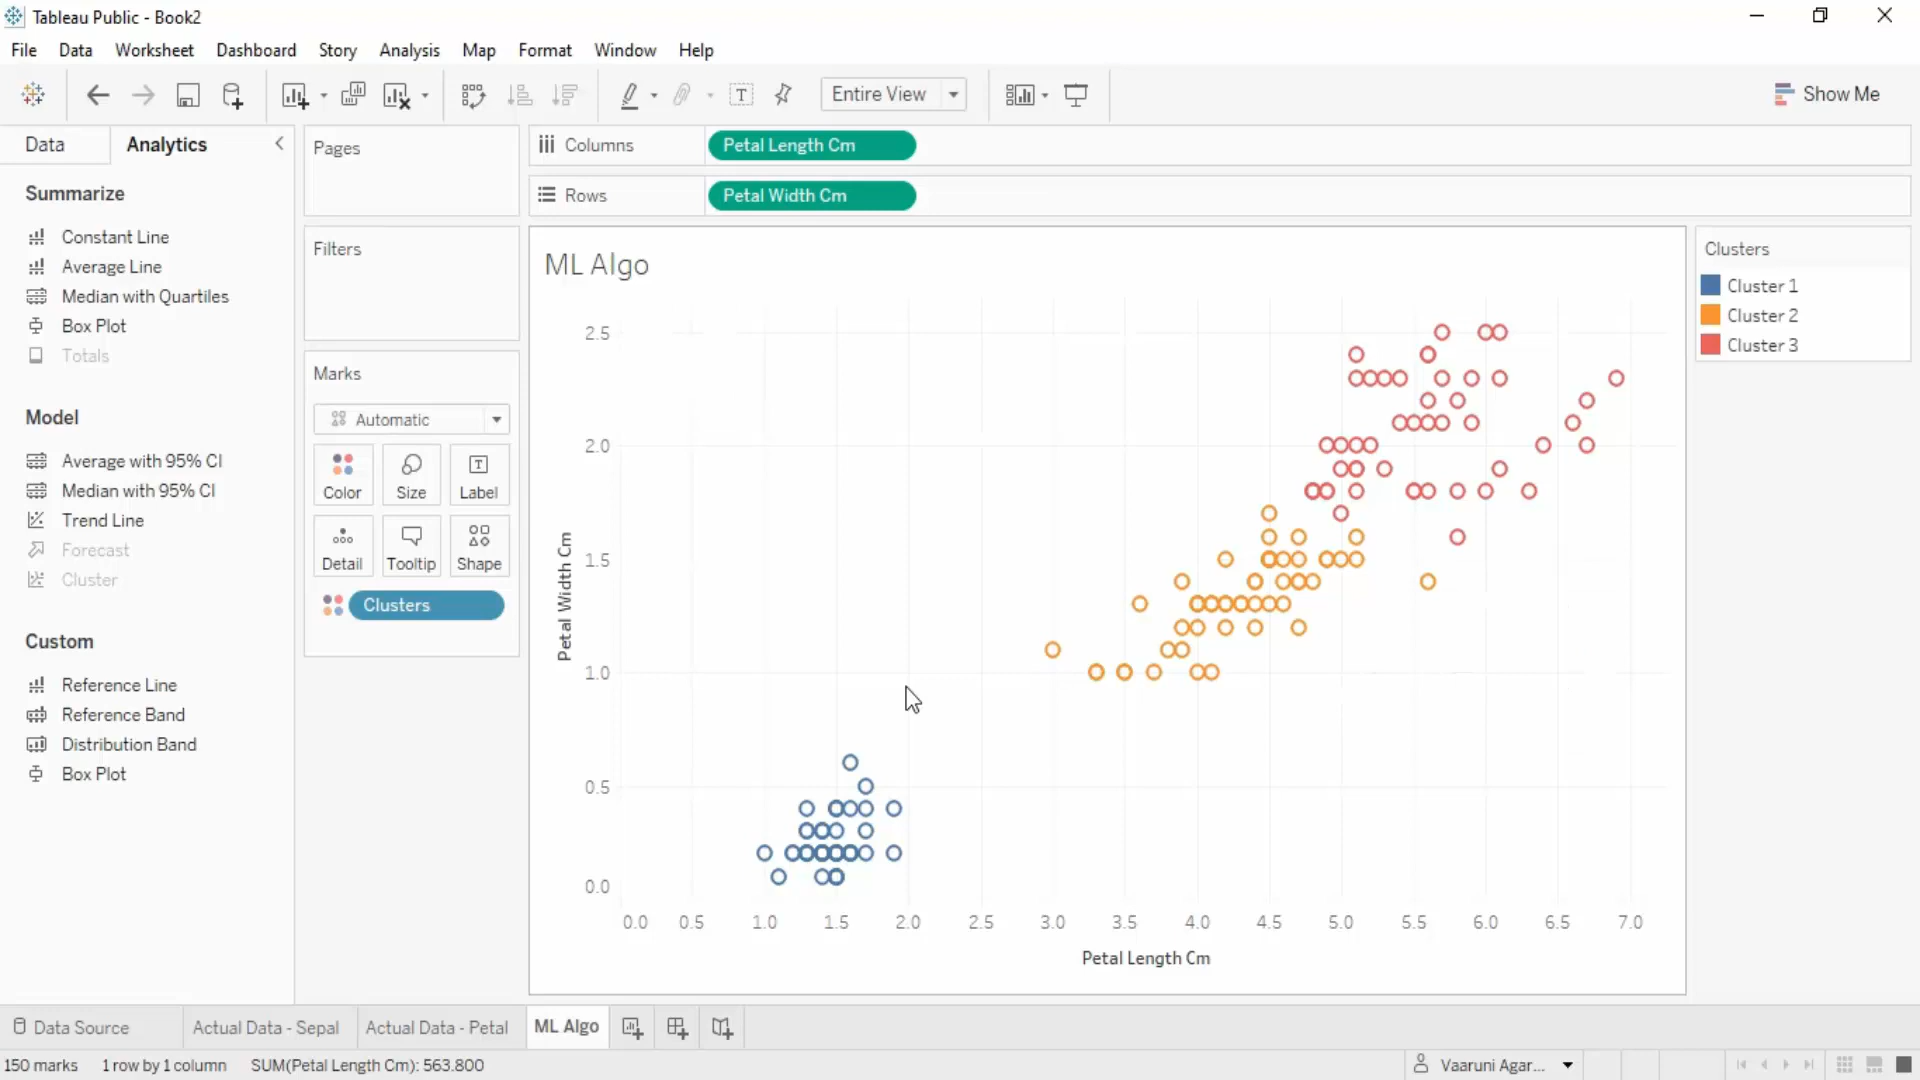 Tableau Public - Book2
File Data Worksheet Dashboard Story Analysis Map Format Window Help
Entire View
Show Me
Data Analytics
Summarize
Constant Line
Average Line
Median with Quartiles
Box Plot
Totals
Model
Average with 95% CI
Median with 95% CI
Trend Line
Forecast
Cluster
Custom
Reference Line
Reference Band
Distribution Band
Box Plot
Pages
Filters
Marks
Automatic
Color Size Label
Detail Tooltip Shape
Clusters
Columns Petal Length Cm
Rows Petal Width Cm
ML Algo
2.5
2.0
1.5
1.0
0.5
0.0
Petal Width Cm
0.0 0.5 1.0 1.5 2.0 2.5 3.0 3.5 4.0 4.5 5.0 5.5 6.0 6.5 7.0
Petal Length Cm
Clusters
Cluster 1
Cluster 2
Cluster 3
Data Source Actual Data - Sepal Actual Data - Petal ML Algo
150 marks 1 row by 1 column SUM(Petal Length Cm): 563.800 Vaaruni Agar...